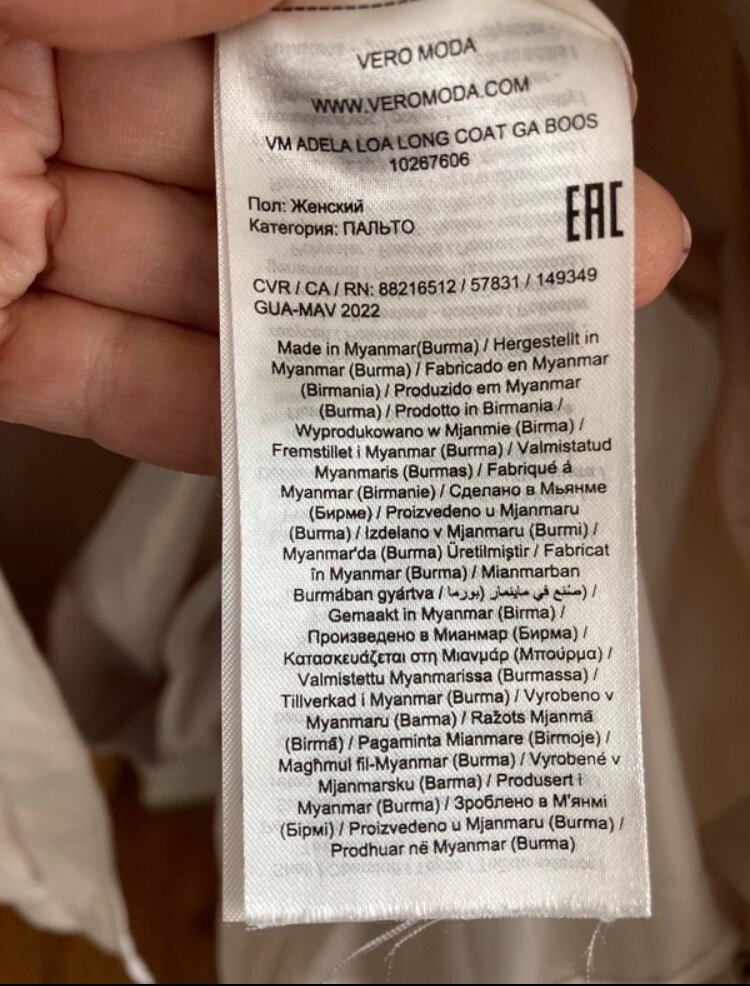 VERO MODA
WWW.VEROMODA.COM
VM ADELA LOA LONG COAT GA BOOS
10267606
Пол: Женский
Категория: ПАЛЬТО
EAC
CVR / CA / RN: 88216512 / 57831 / 149349
GUA-MAV 2022
Made in Myanmar(Burma) / Hergestellt in
Myanmar (Burma) / Fabricado en Myanmar
(Birmania) / Produzido em Myanmar
(Burma) / Prodotto in Birmania /
Wyprodukowano w Mjanmie (Birma) /
Fremstillet i Myanmar (Burma) / Valmistatud
Myanmaris (Burmas) / Fabriqué á
Myanmar (Birmanie) / Сделано в Мьянме
(Бирме) / Proizvedeno u Mjanmaru
(Burma) / Izdelano v Mjanmaru (Burmi) /
Myanmar'da (Burma) Üretilmiştir / Fabricat
în Myanmar (Burma) / Mianmarban
Burmában gyártva / صنع في ماينمار (بورما) /
Gemaakt in Myanmar (Birma) /
Произведено в Мианмар (Бирма) /
Κατασκευάζεται στη Μιανμάρ (Μπούρμα) /
Valmistettu Myanmarissa (Burmassa) /
Tillverkad i Myanmar (Burma) / Vyrobeno v
Myanmaru (Barma) / Ražots Mjanmā
(Birmā) / Pagaminta Mianmare (Birmoje) /
Magħmul fil-Myanmar (Burma) / Vyrobené v
Mjanmarsku (Barma) / Produsert i
Myanmar (Burma) / Зроблено в М'янмі
(Бірмі) / Proizvedeno u Mjanmaru (Burma) /
Prodhuar në Myanmar (Burma)